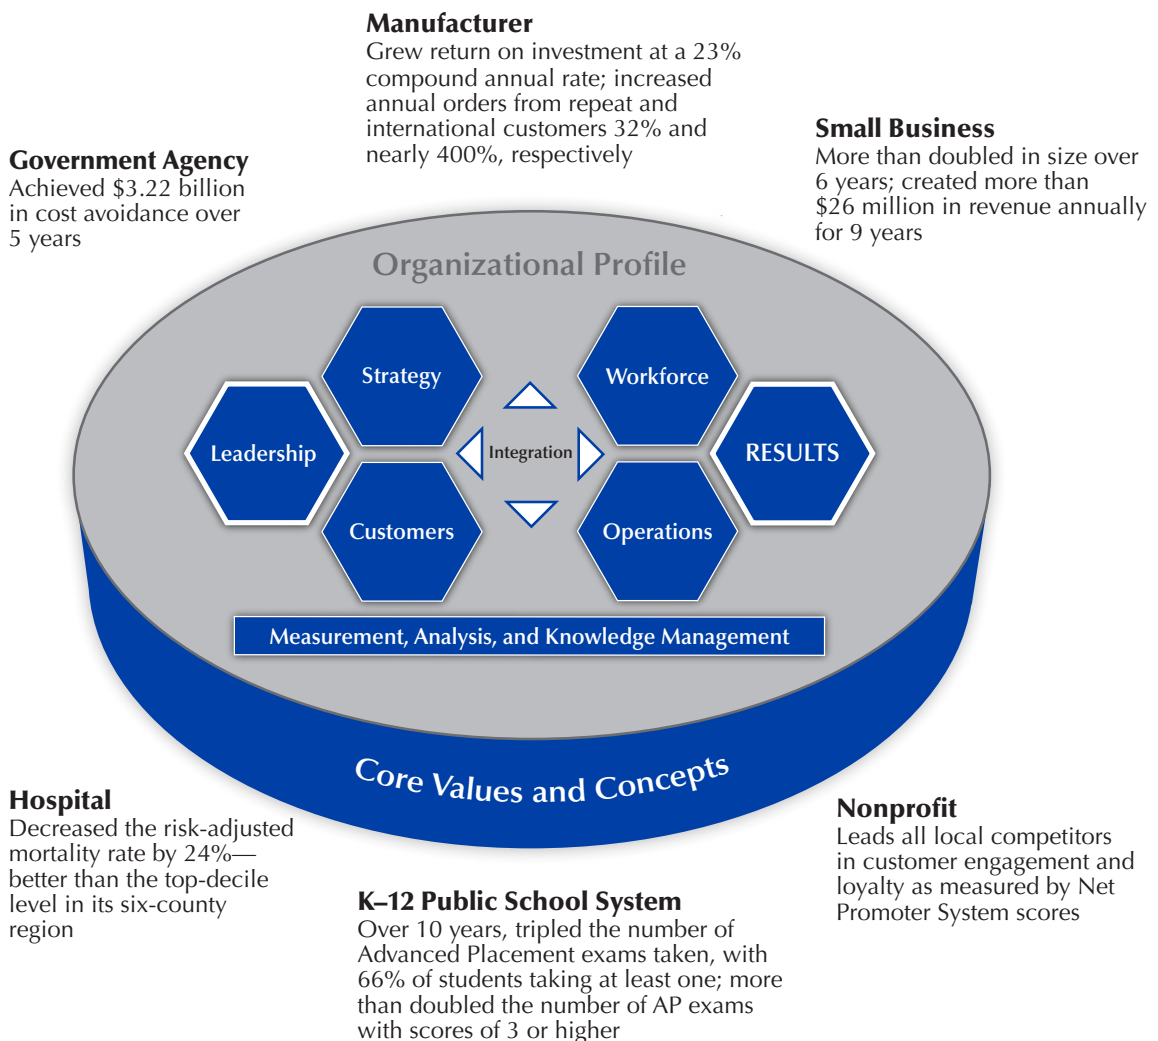 Manufacturer
Grew return on investment at a 23%
compound annual rate; increased
annual orders from repeat and
international customers 32% and
nearly 400%, respectively
Small Business
More than doubled in size over
6 years; created more than
$26 million in revenue annually
for 9 years
Government Agency
Achieved $3.22 billion
in cost avoidance over
5 years
Organizational Profile
Strategy
Workforce
Leadership
Integration
RESULTS
Customers
Operations
Measurement, Analysis, and Knowledge Management
Core Values and Concepts
Hospital
Decreased the risk-adjusted
mortality rate by 24%—
better than the top-decile
level in its six-county
region
K–12 Public School System
Over 10 years, tripled the number of
Advanced Placement exams taken, with
66% of students taking at least one; more
than doubled the number of AP exams
with scores of 3 or higher
Nonprofit
Leads all local competitors
in customer engagement and
loyalty as measured by Net
Promoter System scores